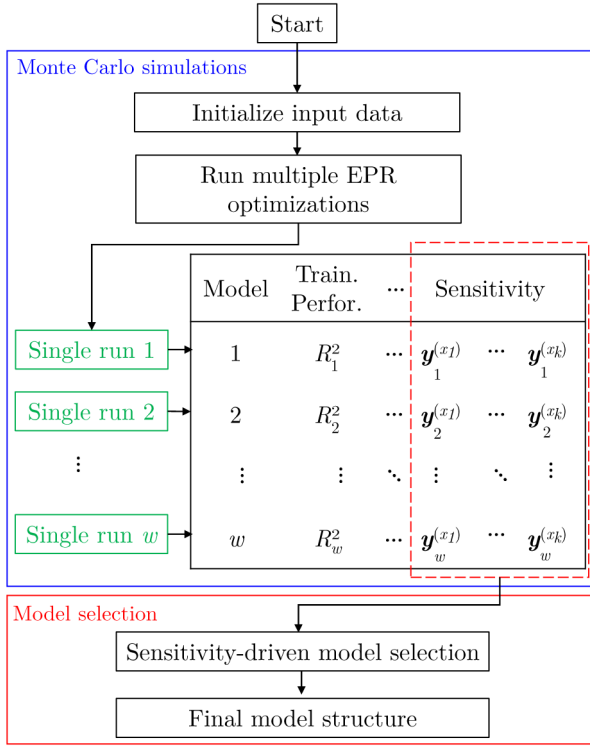 Start
Monte Carlo simulations
Initialize input data
Run multiple EPR
optimizations
Model Train. Perfor. ... Sensitivity
Single run 1 1 R₁² ... y₁^(x₁) ... y₁^(xₖ)
Single run 2 2 R₂² ... y₂^(x₁) ... y₂^(xₖ)
⋮ ⋮ ⋮ ⋱ ⋮ ⋱ ⋮
Single run w w R_w² ... y_w^(x₁) ... y_w^(xₖ)
Model selection
Sensitivity-driven model selection
Final model structure